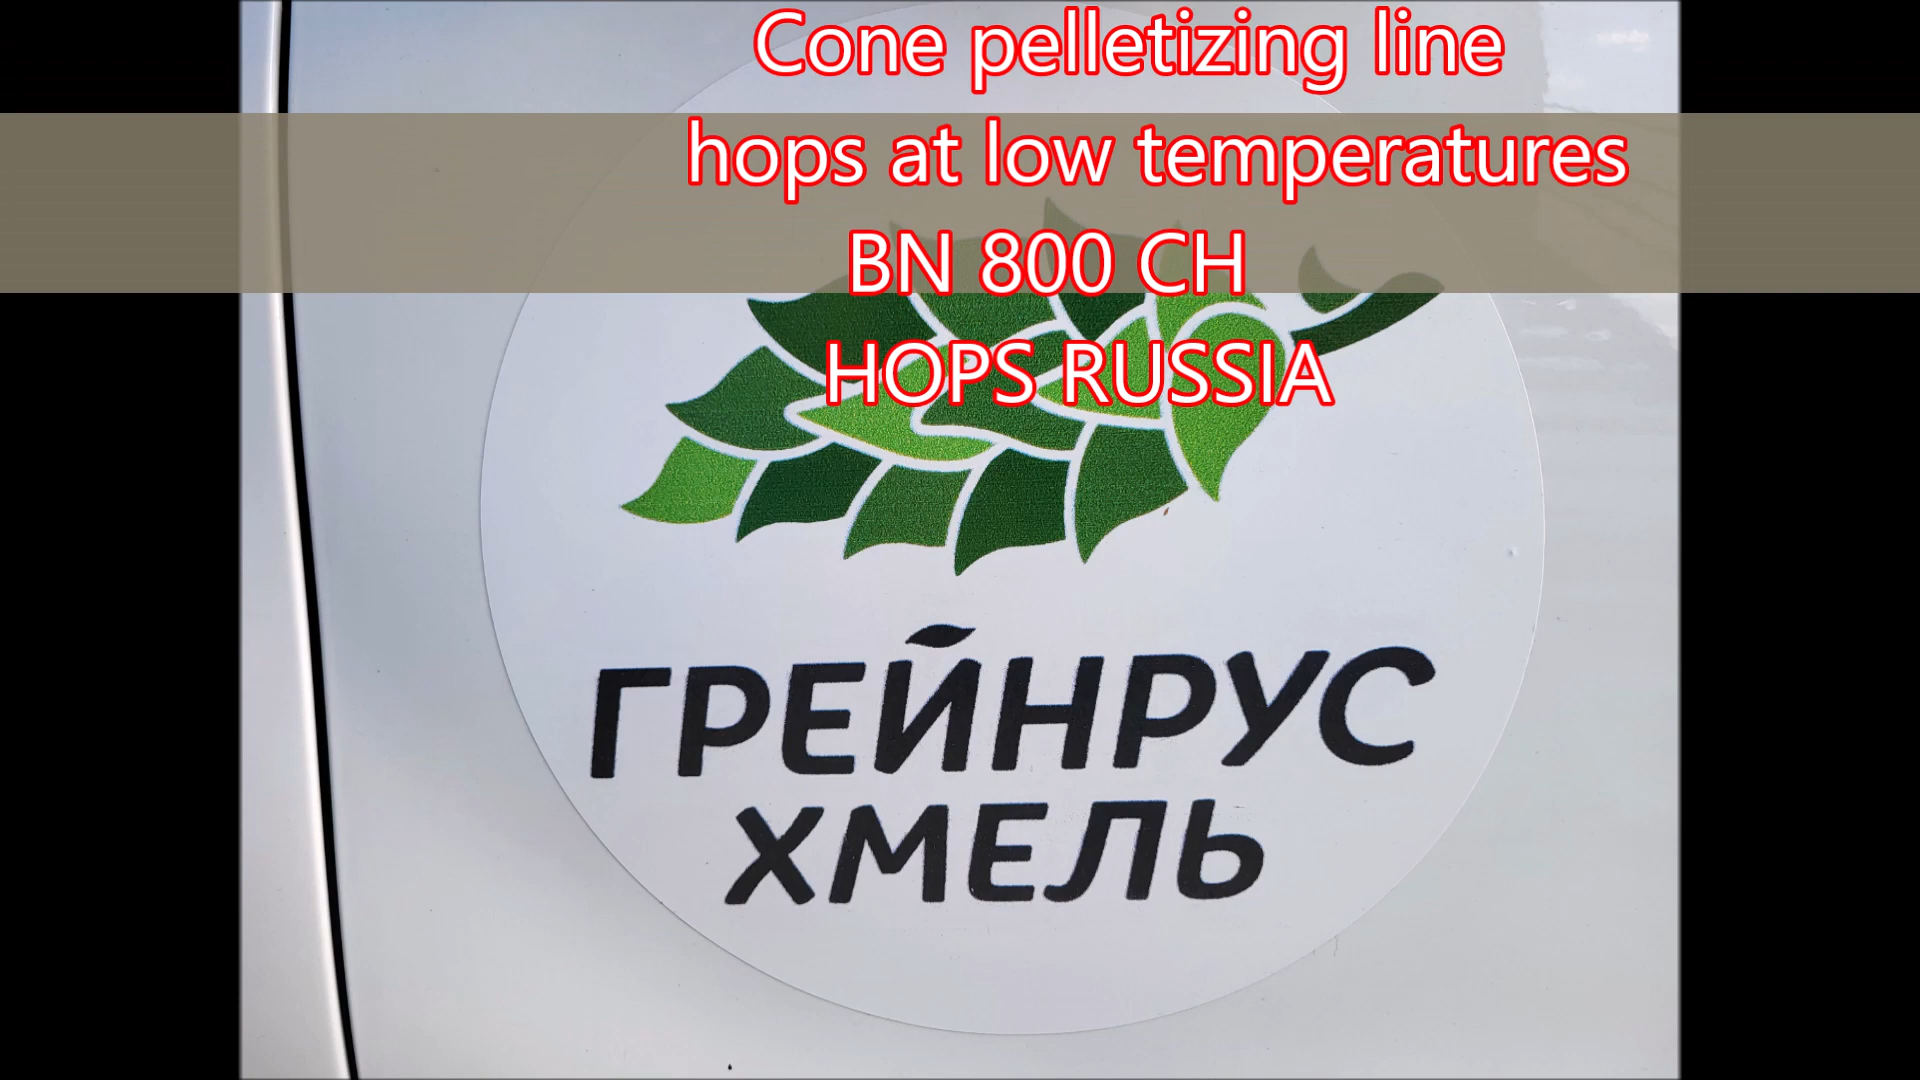 Cone pelletizing line
hops at low temperatures
BN 800 CH
HOPS RUSSIA
ГРЕЙНРУС
ХМЕЛЬ